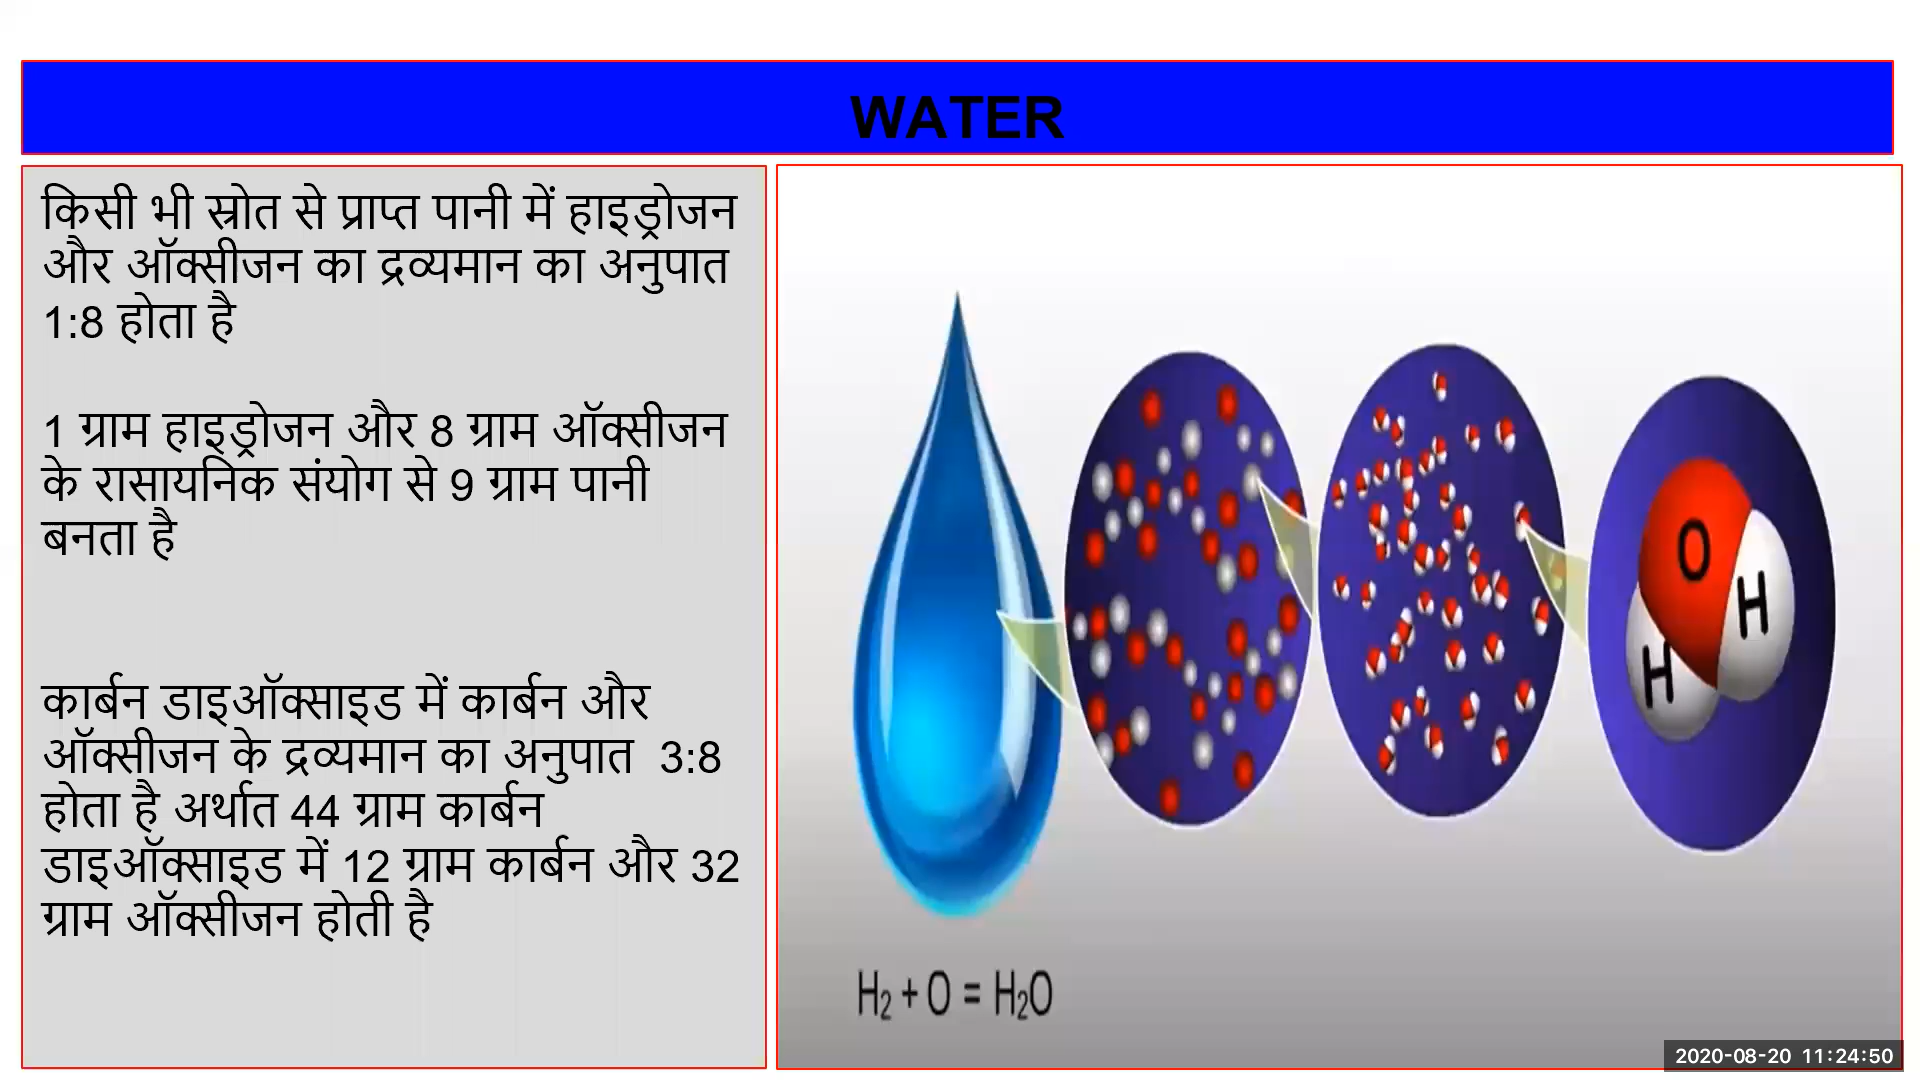 WATER
किसी भी स्रोत से प्राप्त पानी में हाइड्रोजन
और ऑक्सीजन का द्रव्यमान का अनुपात
1:8 होता है
1 ग्राम हाइड्रोजन और 8 ग्राम ऑक्सीजन
के रासायनिक संयोग से 9 ग्राम पानी
बनता है
कार्बन डाइऑक्साइड में कार्बन और
ऑक्सीजन के द्रव्यमान का अनुपात 3:8
होता है अर्थात 44 ग्राम कार्बन
डाइऑक्साइड में 12 ग्राम कार्बन और 32
ग्राम ऑक्सीजन होती है
O
H
H
H₂ + O = H₂O
2020-08-20 11:24:50